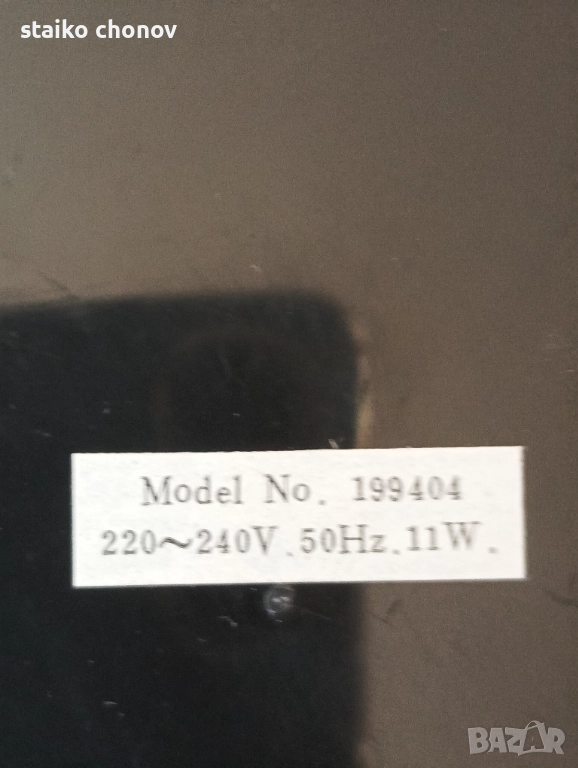 staiko chonov
Model No. 199404
220~240V.50Hz.11W.
BAZAR